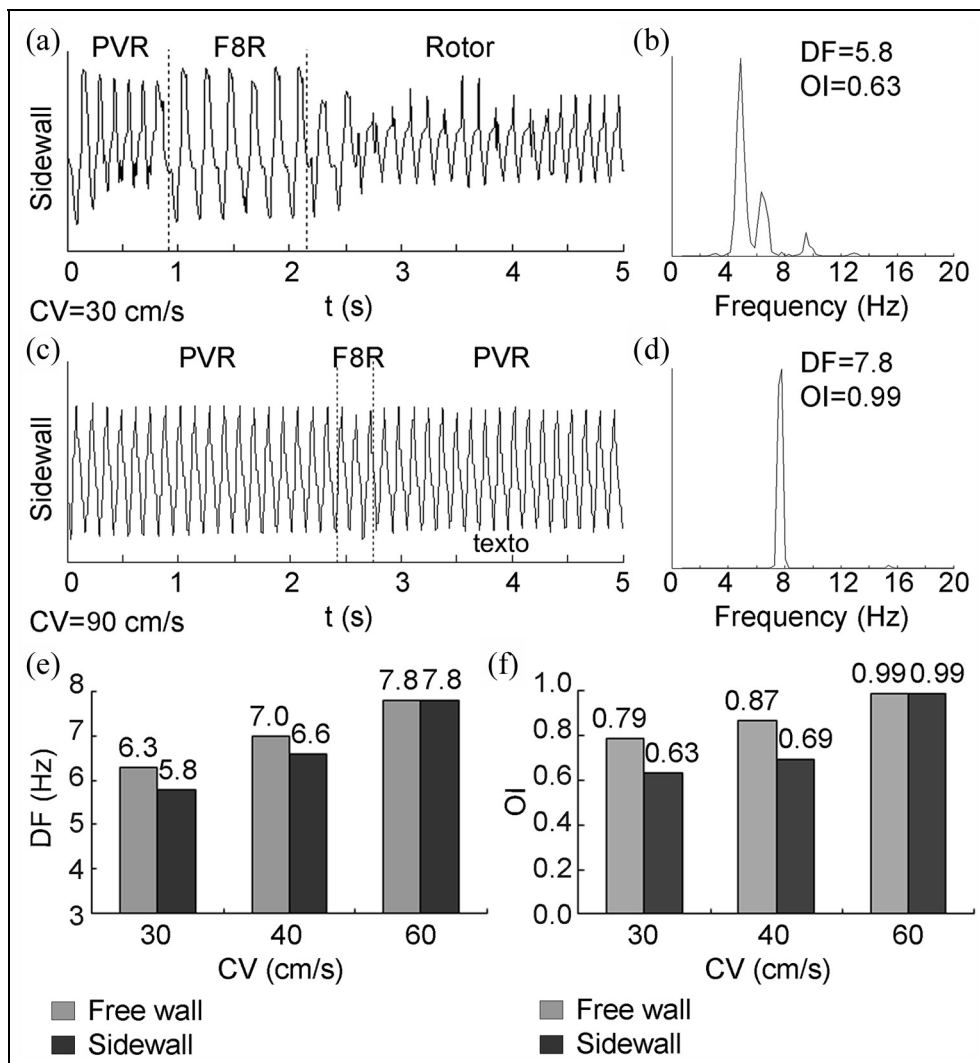 (a) PVR F8R Rotor
Sidewall
0 1 2 3 4 5
CV=30 cm/s t (s)
(b) DF=5.8
OI=0.63
0 4 8 12 16 20
Frequency (Hz)
(c) PVR F8R PVR
Sidewall
texto
0 1 2 3 4 5
CV=90 cm/s t (s)
(d) DF=7.8
OI=0.99
0 4 8 12 16 20
Frequency (Hz)
(e)
DF (Hz)
8
7
6
5
4
3
6.3 5.8 7.0 6.6 7.8 7.8
30 40 60
CV (cm/s)
Free wall
Sidewall
(f)
OI
1.0
0.8
0.6
0.4
0.2
0.0
0.79 0.63 0.87 0.69 0.99 0.99
30 40 60
CV (cm/s)
Free wall
Sidewall